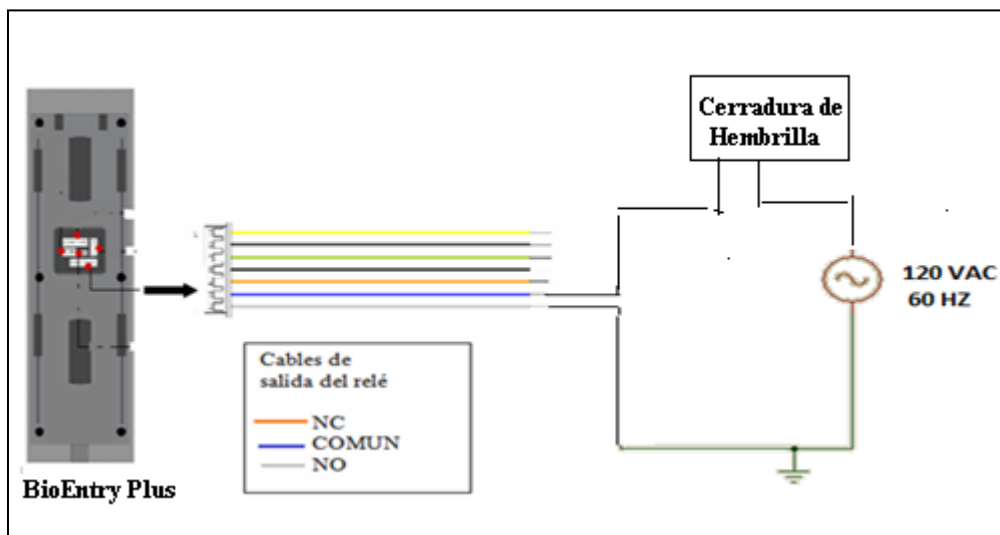 Cerradura de
Hembrilla
120 VAC
60 HZ
Cables de
salida del relé
NC
COMUN
NO
BioEntry Plus